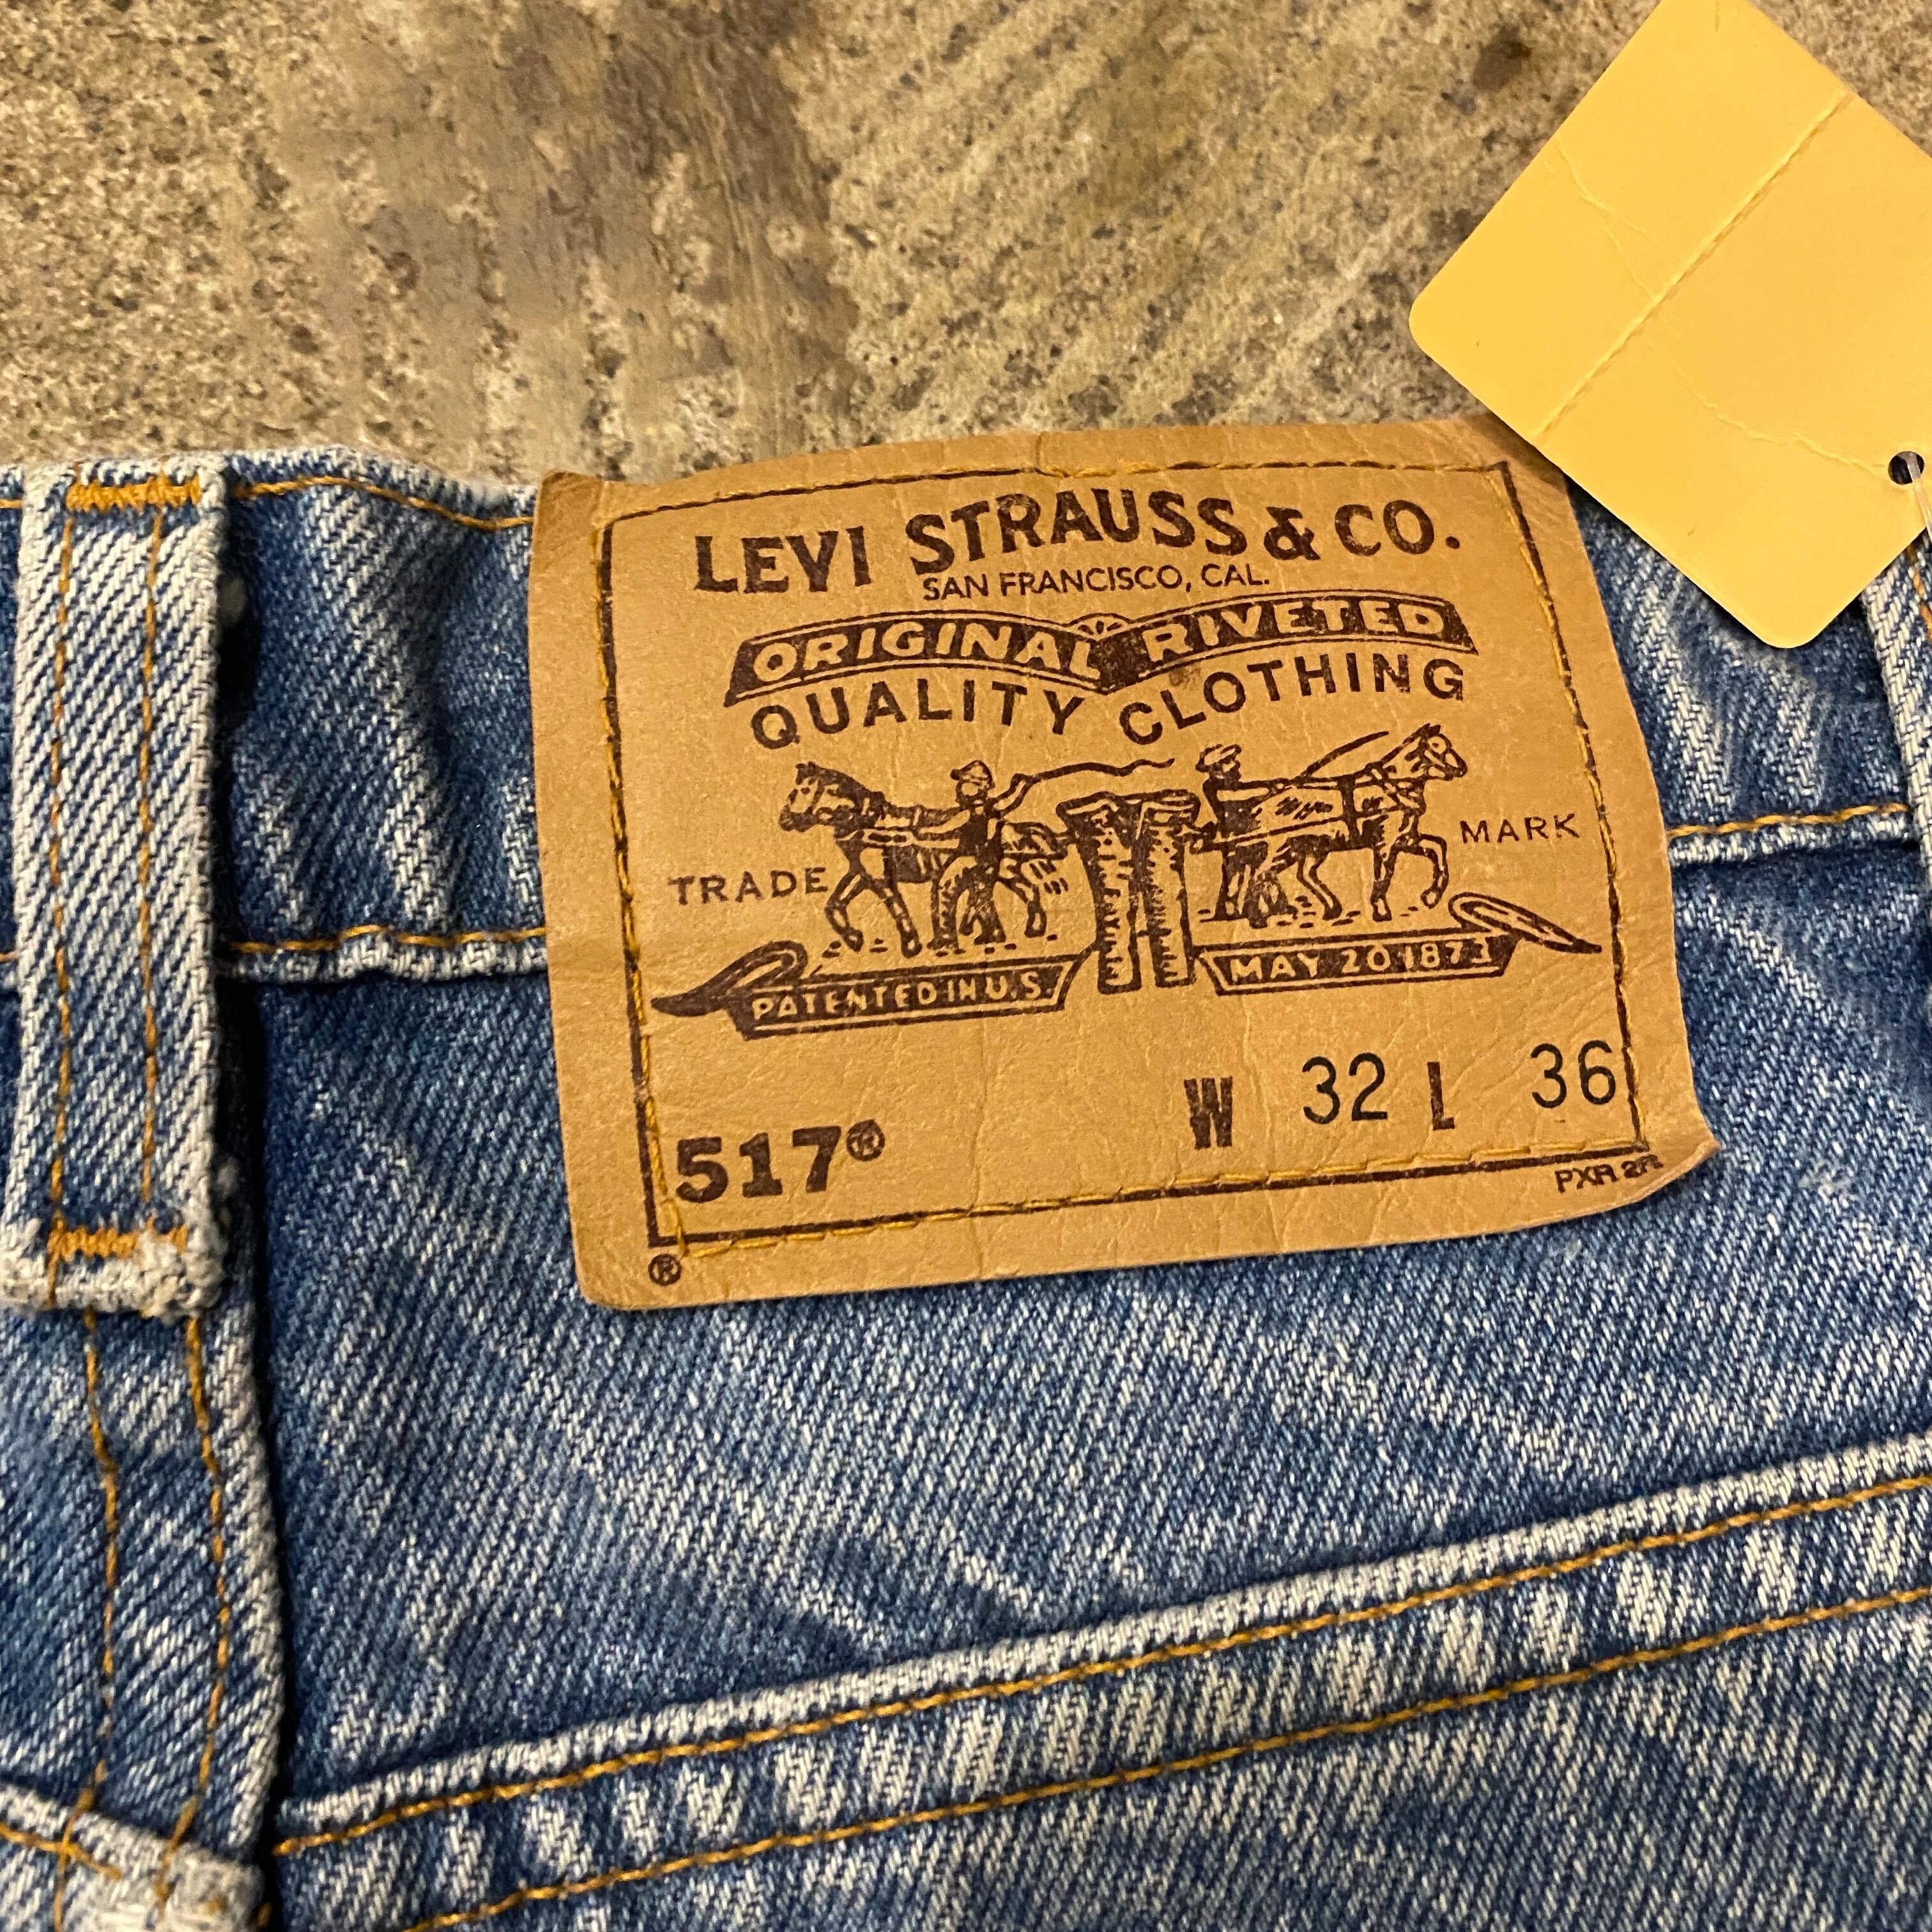 LEVI STRAUSS & CO.
SAN FRANCISCO, CAL.
ORIGINAL RIVETED
QUALITY CLOTHING
TRADE MARK
PATENTED IN U.S. MAY 20 1873
517® W 32 L 36
®